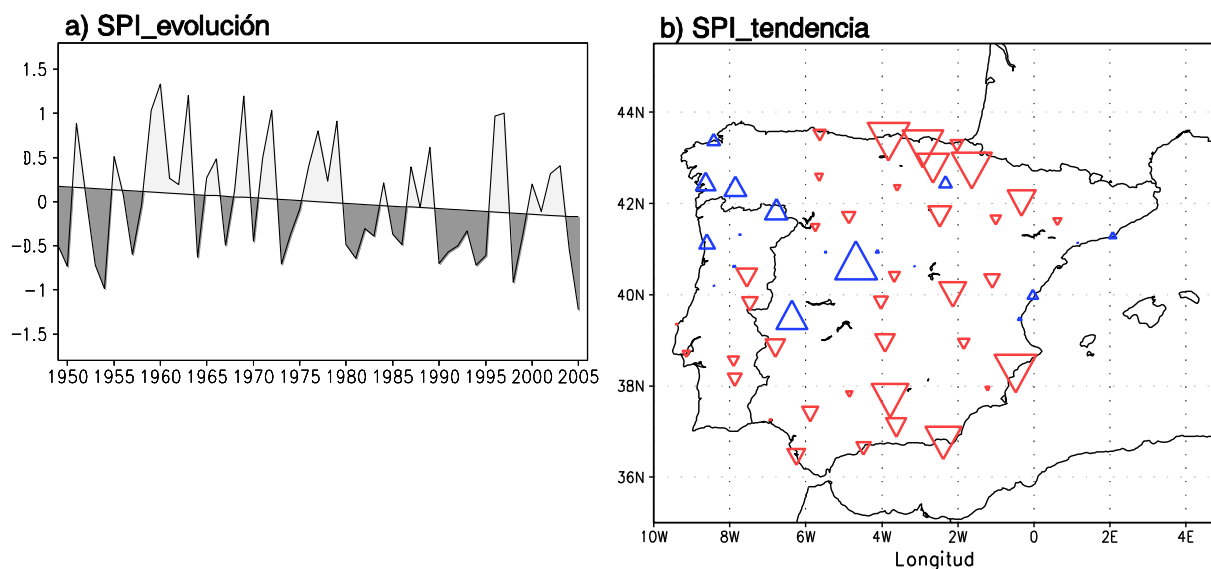 a) SPI_evolución
1.5
1
0.5
0
-0.5
-1
-1.5
1950 1955 1960 1965 1970 1975 1980 1985 1990 1995 2000 2005
b) SPI_tendencia
44N
42N
40N
38N
36N
10W 8W 6W 4W 2W 0 2E 4E
Longitud